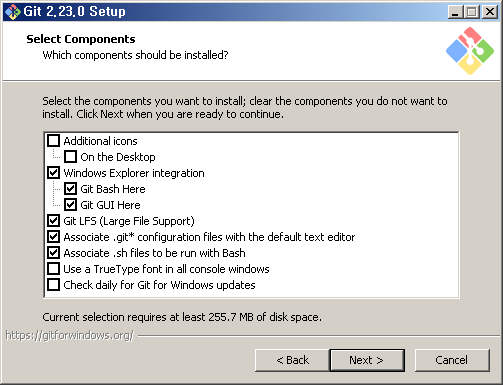 Git 2,23,0 Setup
Select Components
Which components should be installed?
Select the components you want to install; clear the components you do not want to
install. Click Next when you are ready to continue.
Additional icons
On the Desktop
Windows Explorer integration
Git Bash Here
Git GUI Here
Git LFS (Large File Support)
Associate .git* configuration files with the default text editor
Associate .sh files to be run with Bash
Use a TrueType font in all console windows
Check daily for Git for Windows updates
Current selection requires at least 255.7 MB of disk space.
https://gitforwindows.org/
< Back
Next >
Cancel